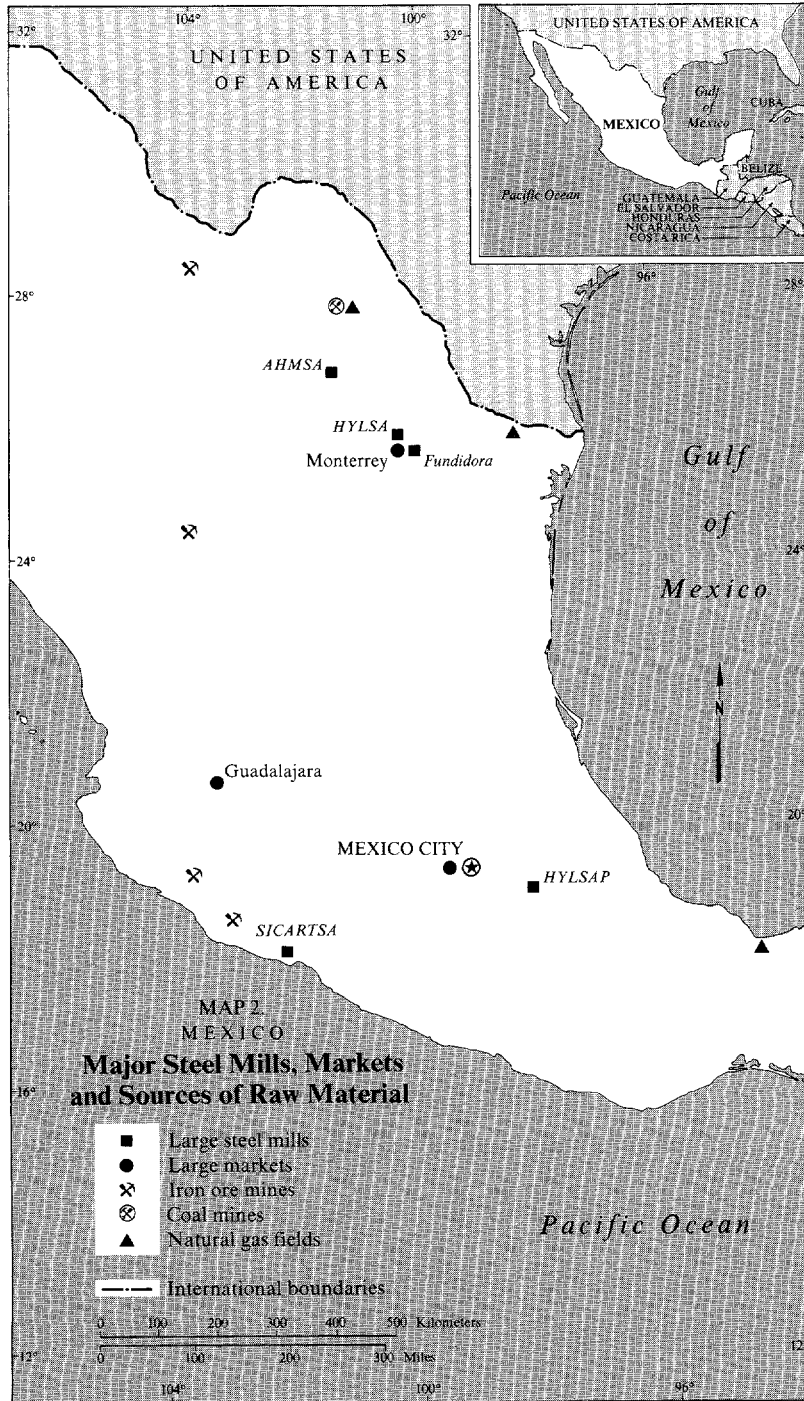 104°
100°
32°
32°
UNITED STATES
OF AMERICA
UNITED STATES OF AMERICA
Gulf
of
Mexico
CUBA
MEXICO
BELIZE
Pacific Ocean
GUATEMALA
EL SALVADOR
HONDURAS
NICARAGUA
COSTA RICA
96°
28°
28°
AHMSA
HYLSA
Monterrey
Fundidora
Gulf
of
Mexico
24°
24°
N
Guadalajara
20°
20°
MEXICO CITY
HYLSAP
SICARTSA
MAP 2.
MEXICO
Major Steel Mills, Markets
and Sources of Raw Material
16°
Large steel mills
Large markets
Iron ore mines
Coal mines
Natural gas fields
International boundaries
Pacific Ocean
0 100 200 300 400 500 Kilometers
0 100 200 300 Miles
12°
12
104°
100°
96°